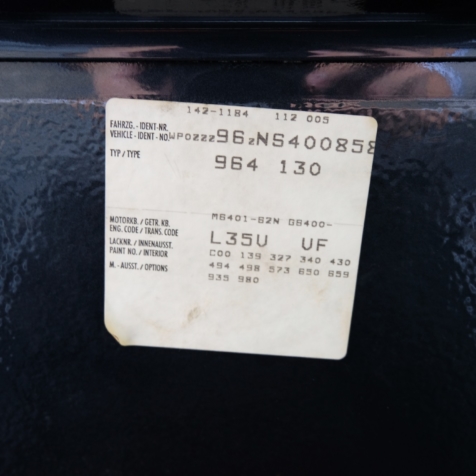 142-1184 112 005
FAHRZG. - IDENT-NR.
VEHICLE - IDENT - NO. WP0ZZZ96ZNS400858
TYP / TYPE 964 130
MOTORKB. / GETR. KB. M6401-62N G6400-
ENG. CODE / TRANS. CODE
LACKNR. / INNENAUSST. L35U UF
PAINT NO. / INTERIOR C00 139 327 340 430
M. - AUSST. / OPTIONS 494 498 573 650 659
935 980